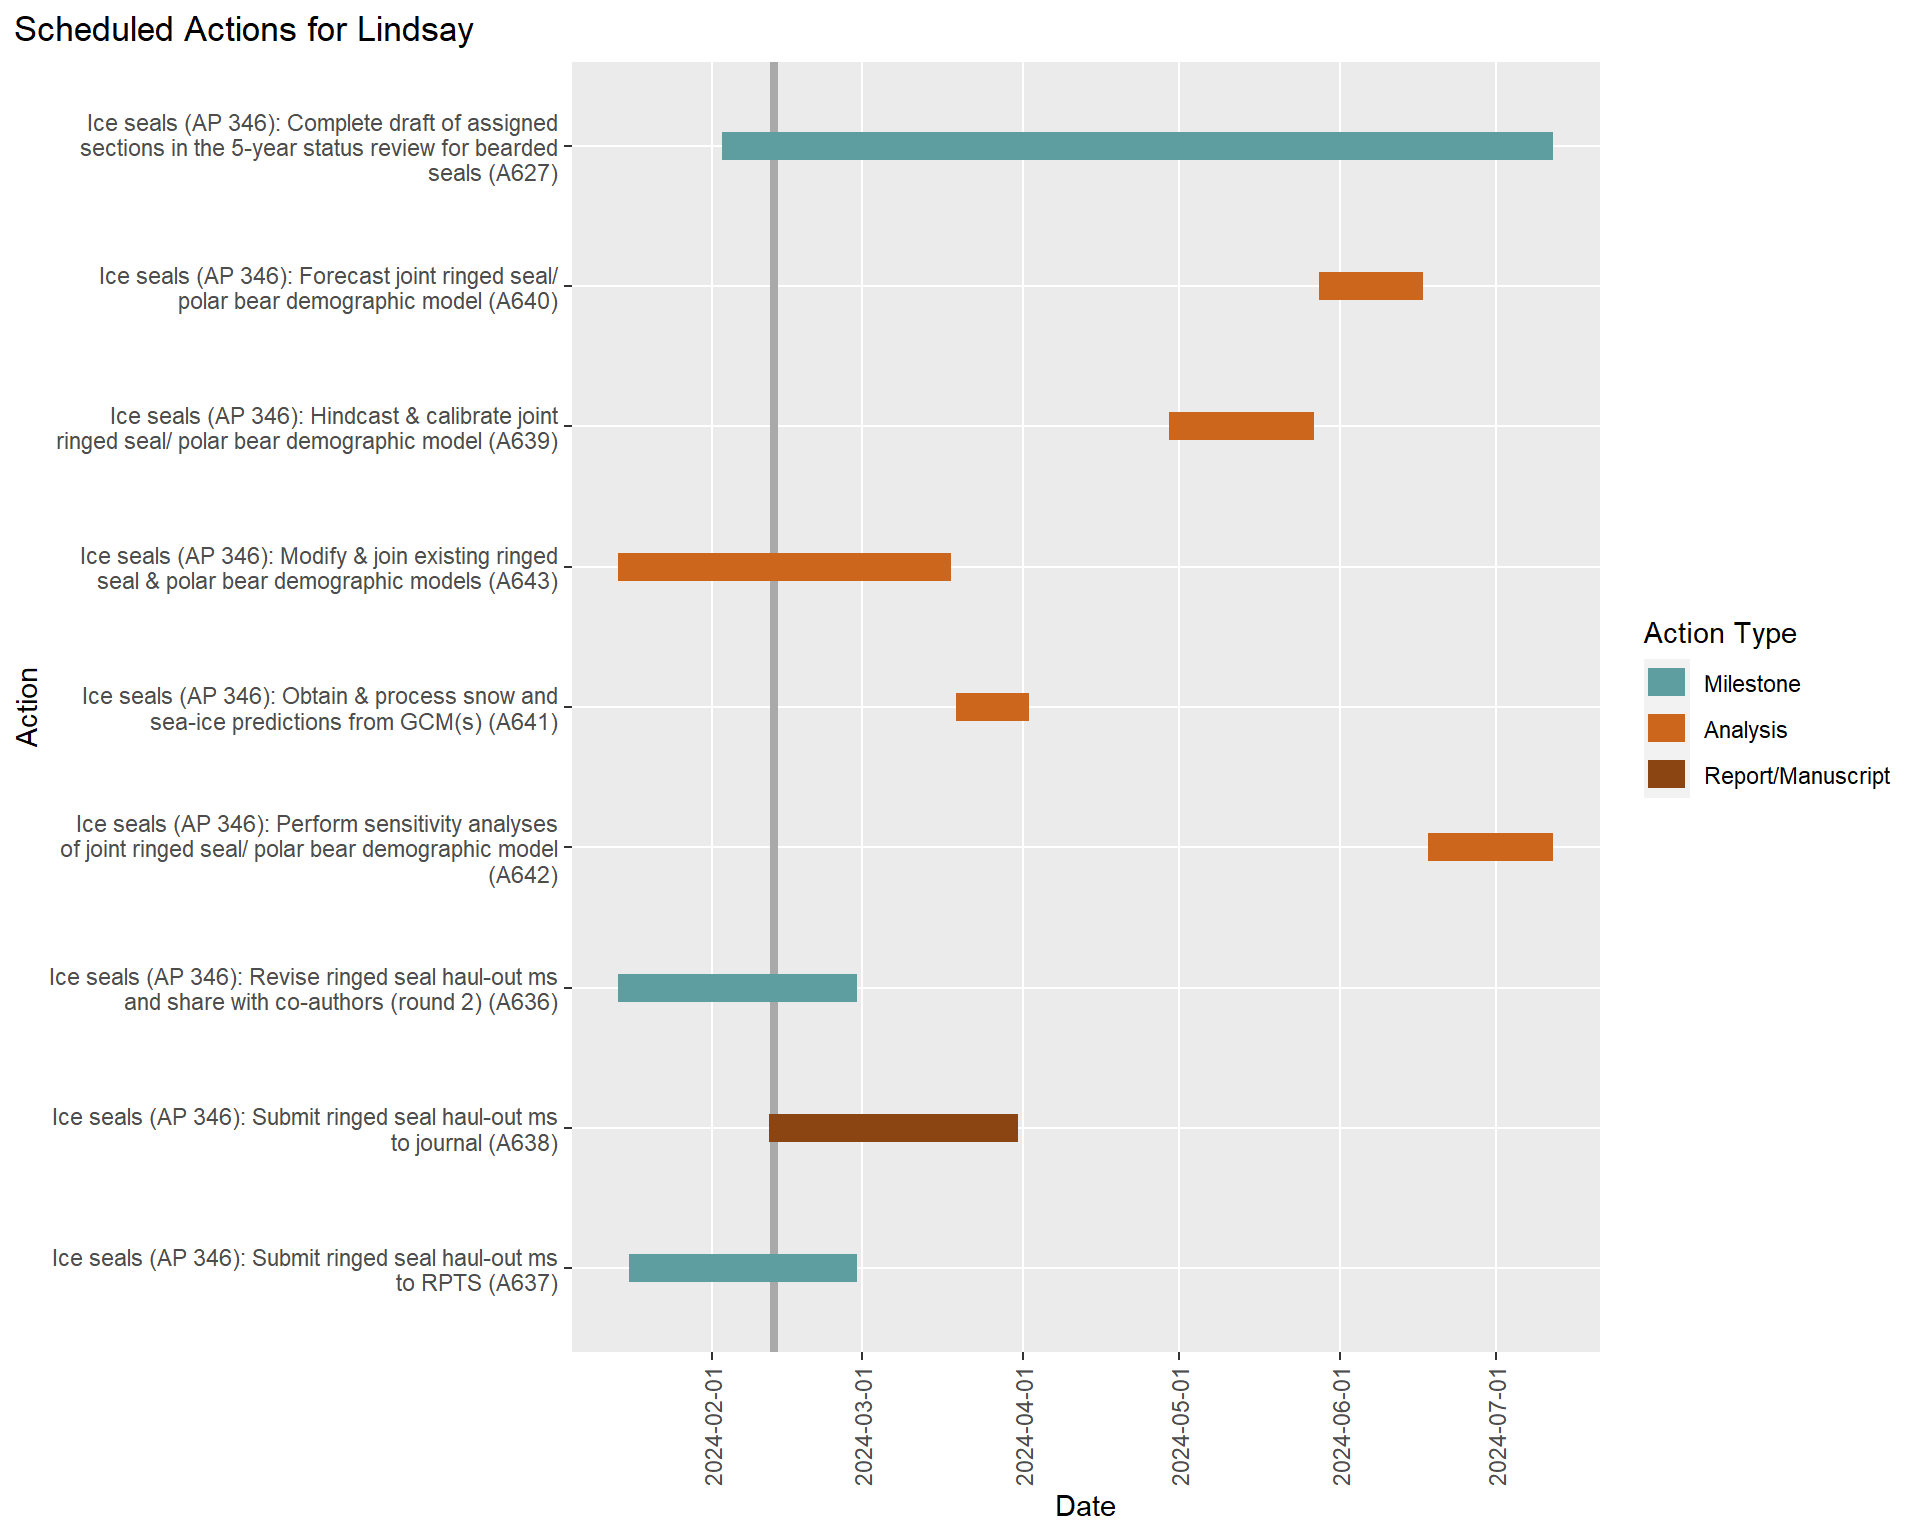 Scheduled Actions for Lindsay
Ice seals (AP 346): Complete draft of assigned
sections in the 5-year status review for bearded
seals (A627)
Ice seals (AP 346): Forecast joint ringed seal/
polar bear demographic model (A640)
Ice seals (AP 346): Hindcast & calibrate joint
ringed seal/ polar bear demographic model (A639)
Ice seals (AP 346): Modify & join existing ringed
seal & polar bear demographic models (A643)
Ice seals (AP 346): Obtain & process snow and
sea-ice predictions from GCM(s) (A641)
Ice seals (AP 346): Perform sensitivity analyses
of joint ringed seal/ polar bear demographic model
(A642)
Ice seals (AP 346): Revise ringed seal haul-out ms
and share with co-authors (round 2) (A636)
Ice seals (AP 346): Submit ringed seal haul-out ms
to journal (A638)
Ice seals (AP 346): Submit ringed seal haul-out ms
to RPTS (A637)
Action
2024-02-01
2024-03-01
2024-04-01
2024-05-01
2024-06-01
2024-07-01
Date
Action Type
Milestone
Analysis
Report/Manuscript